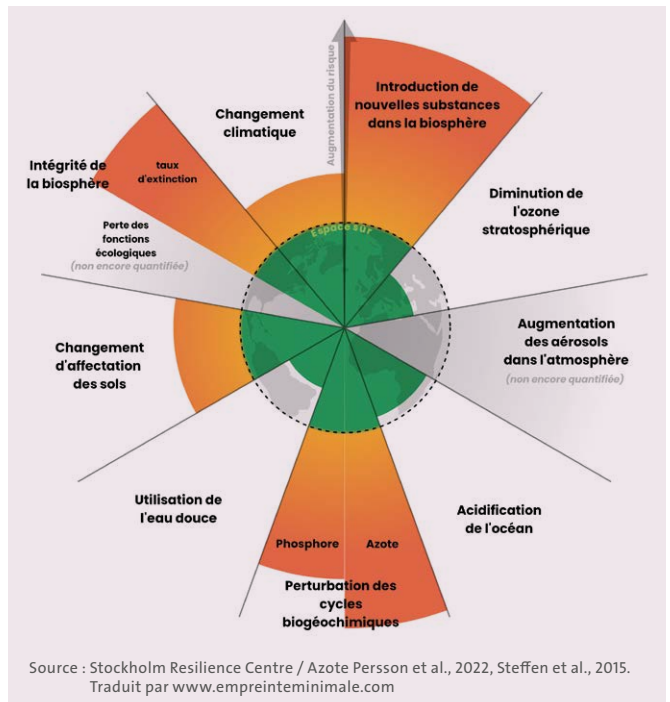 Augmentation du risque
Introduction de
nouvelles substances
dans la biosphère
Changement
climatique
Intégrité de
la biosphère
taux
d'extinction
Diminution de
l'ozone
stratosphérique
Perte des
fonctions
écologiques
(non encore quantifiée)
Espace sûr
Augmentation
des aérosols
dans l'atmosphère
(non encore quantifiée)
Changement
d'affectation
des sols
Utilisation de
l'eau douce
Acidification
de l'océan
Phosphore
Azote
Perturbation des
cycles
biogéochimiques
Source : Stockholm Resilience Centre / Azote Persson et al., 2022, Steffen et al., 2015.
Traduit par www.empreinteminimale.com